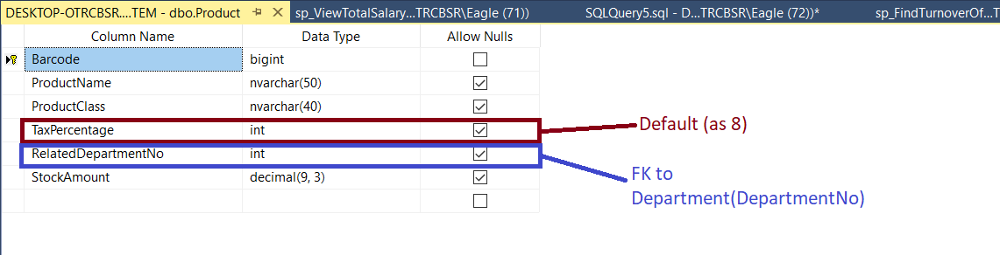 DESKTOP-OTRCBSR....TEM - dbo.Product sp_ViewTotalSalary...TRCBSR\Eagle (71)) SQLQuery5.sql - D...TRCBSR\Eagle (72))* sp_FindTurnoverOf...T
Column Name Data Type Allow Nulls
Barcode bigint
ProductName nvarchar(50)
ProductClass nvarchar(40)
TaxPercentage int
Default (as 8)
RelatedDepartmentNo int
StockAmount decimal(9, 3)
FK to
Department(DepartmentNo)